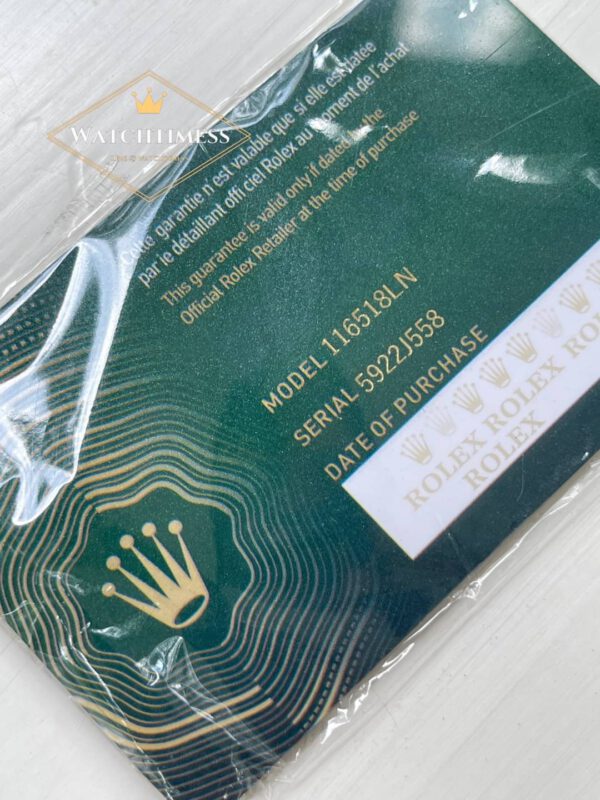 WATCHTIMESS
Cette garantie n'est valable que si elle est datée
par le détaillant officiel Rolex au moment de l'achat
This guarantee is valid only if dated by the
Official Rolex Retailer at the time of purchase
MODEL 116518LN
SERIAL 5922J558
DATE OF PURCHASE
ROLEX ROLEX ROLEX
ROLEX